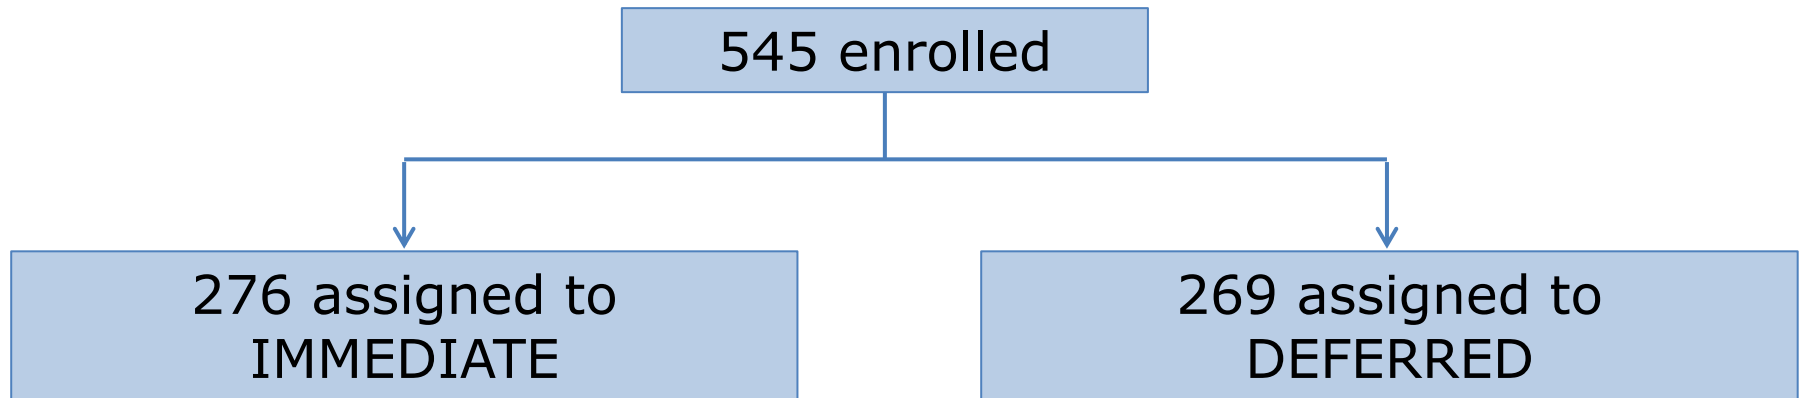 545 enrolled
276 assigned to
IMMEDIATE
269 assigned to
DEFERRED